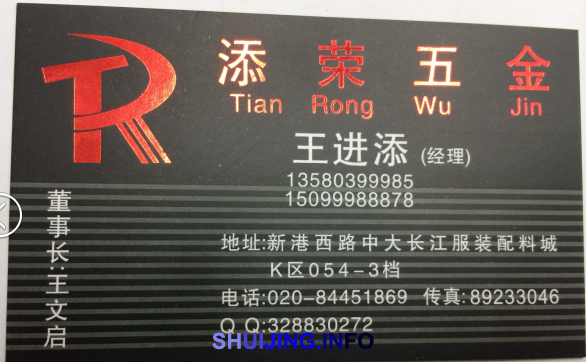 添荣五金
Tian Rong Wu Jin
王进添 (经理)
13580399985
15099988878
董事长:王文启
地址:新港西路中大长江服装配料城
K区054-3档
电话:020-84451869 传真:89233046
QQ:328830272
SHUIJING.INFO